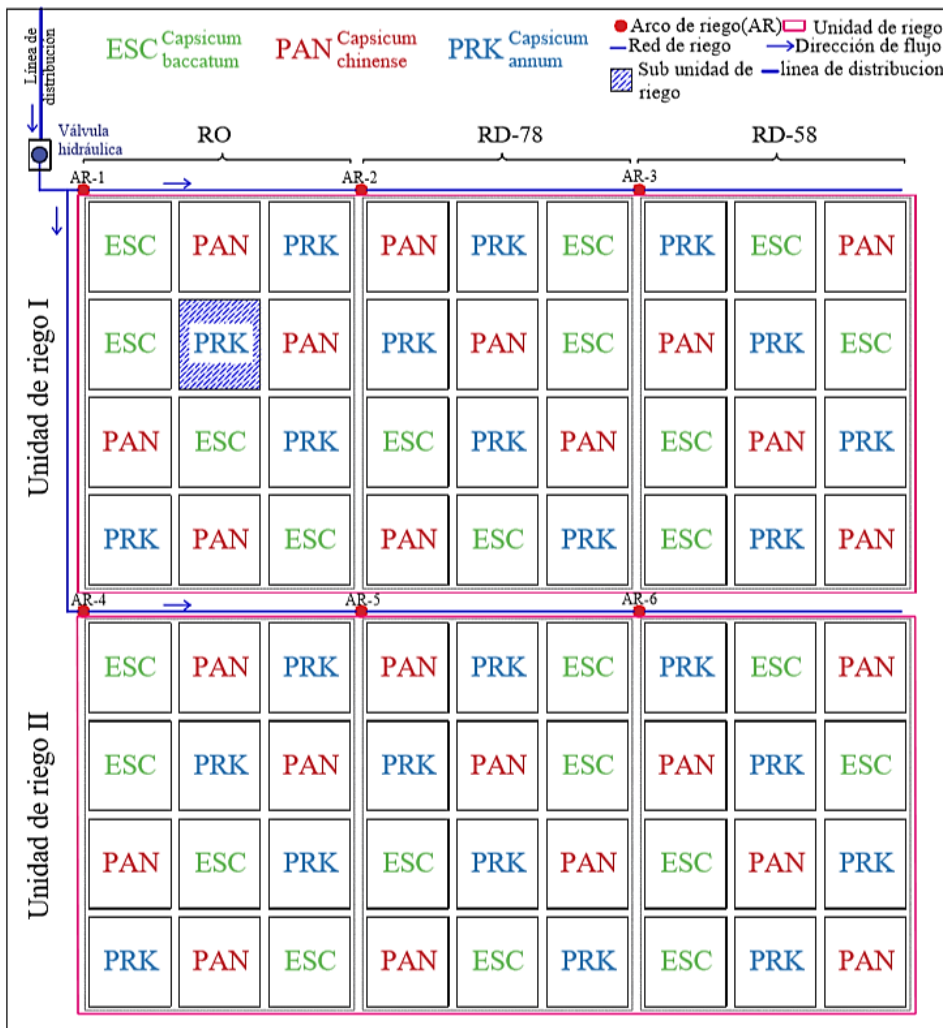 Línea de
distribución
ESC Capsicum
baccatum
PAN Capsicum
chinense
PRK Capsicum
annum
Arco de riego(AR)
Unidad de riego
Red de riego
Dirección de flujo
Sub unidad de
riego
linea de distribucion
Válvula
hidráulica
RO RD-78 RD-58
AR-1 AR-2 AR-3
Unidad de riego I
ESC PAN PRK PAN PRK ESC PRK ESC PAN
ESC PRK PAN PRK PAN ESC PAN PRK ESC
PAN ESC PRK ESC PRK PAN ESC PAN PRK
PRK PAN ESC PAN ESC PRK ESC PRK PAN
AR-4 AR-5 AR-6
Unidad de riego II
ESC PAN PRK PAN PRK ESC PRK ESC PAN
ESC PRK PAN PRK PAN ESC PAN PRK ESC
PAN ESC PRK ESC PRK PAN ESC PAN PRK
PRK PAN ESC PAN ESC PRK ESC PRK PAN